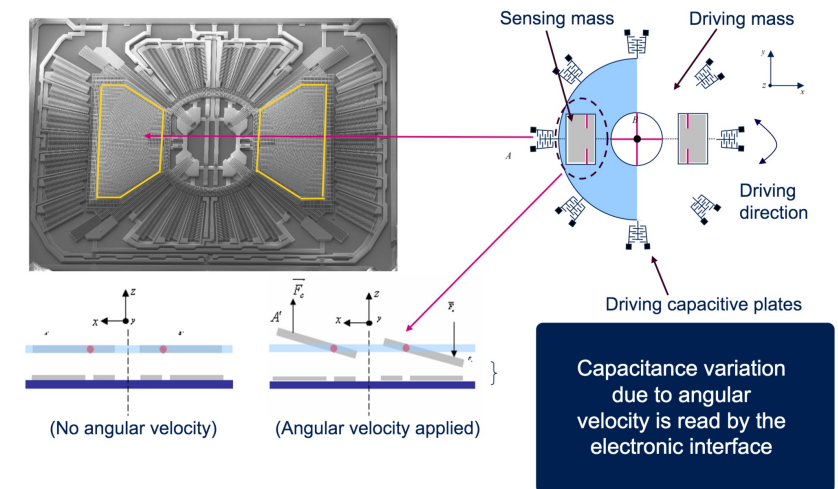 Sensing mass
Driving mass
y
z
x
B
A
Driving
direction
Driving capacitive plates
z
x
y
(No angular velocity)
F_c
A'
z
x
y
(Angular velocity applied)
Capacitance variation
due to angular
velocity is read by the
electronic interface